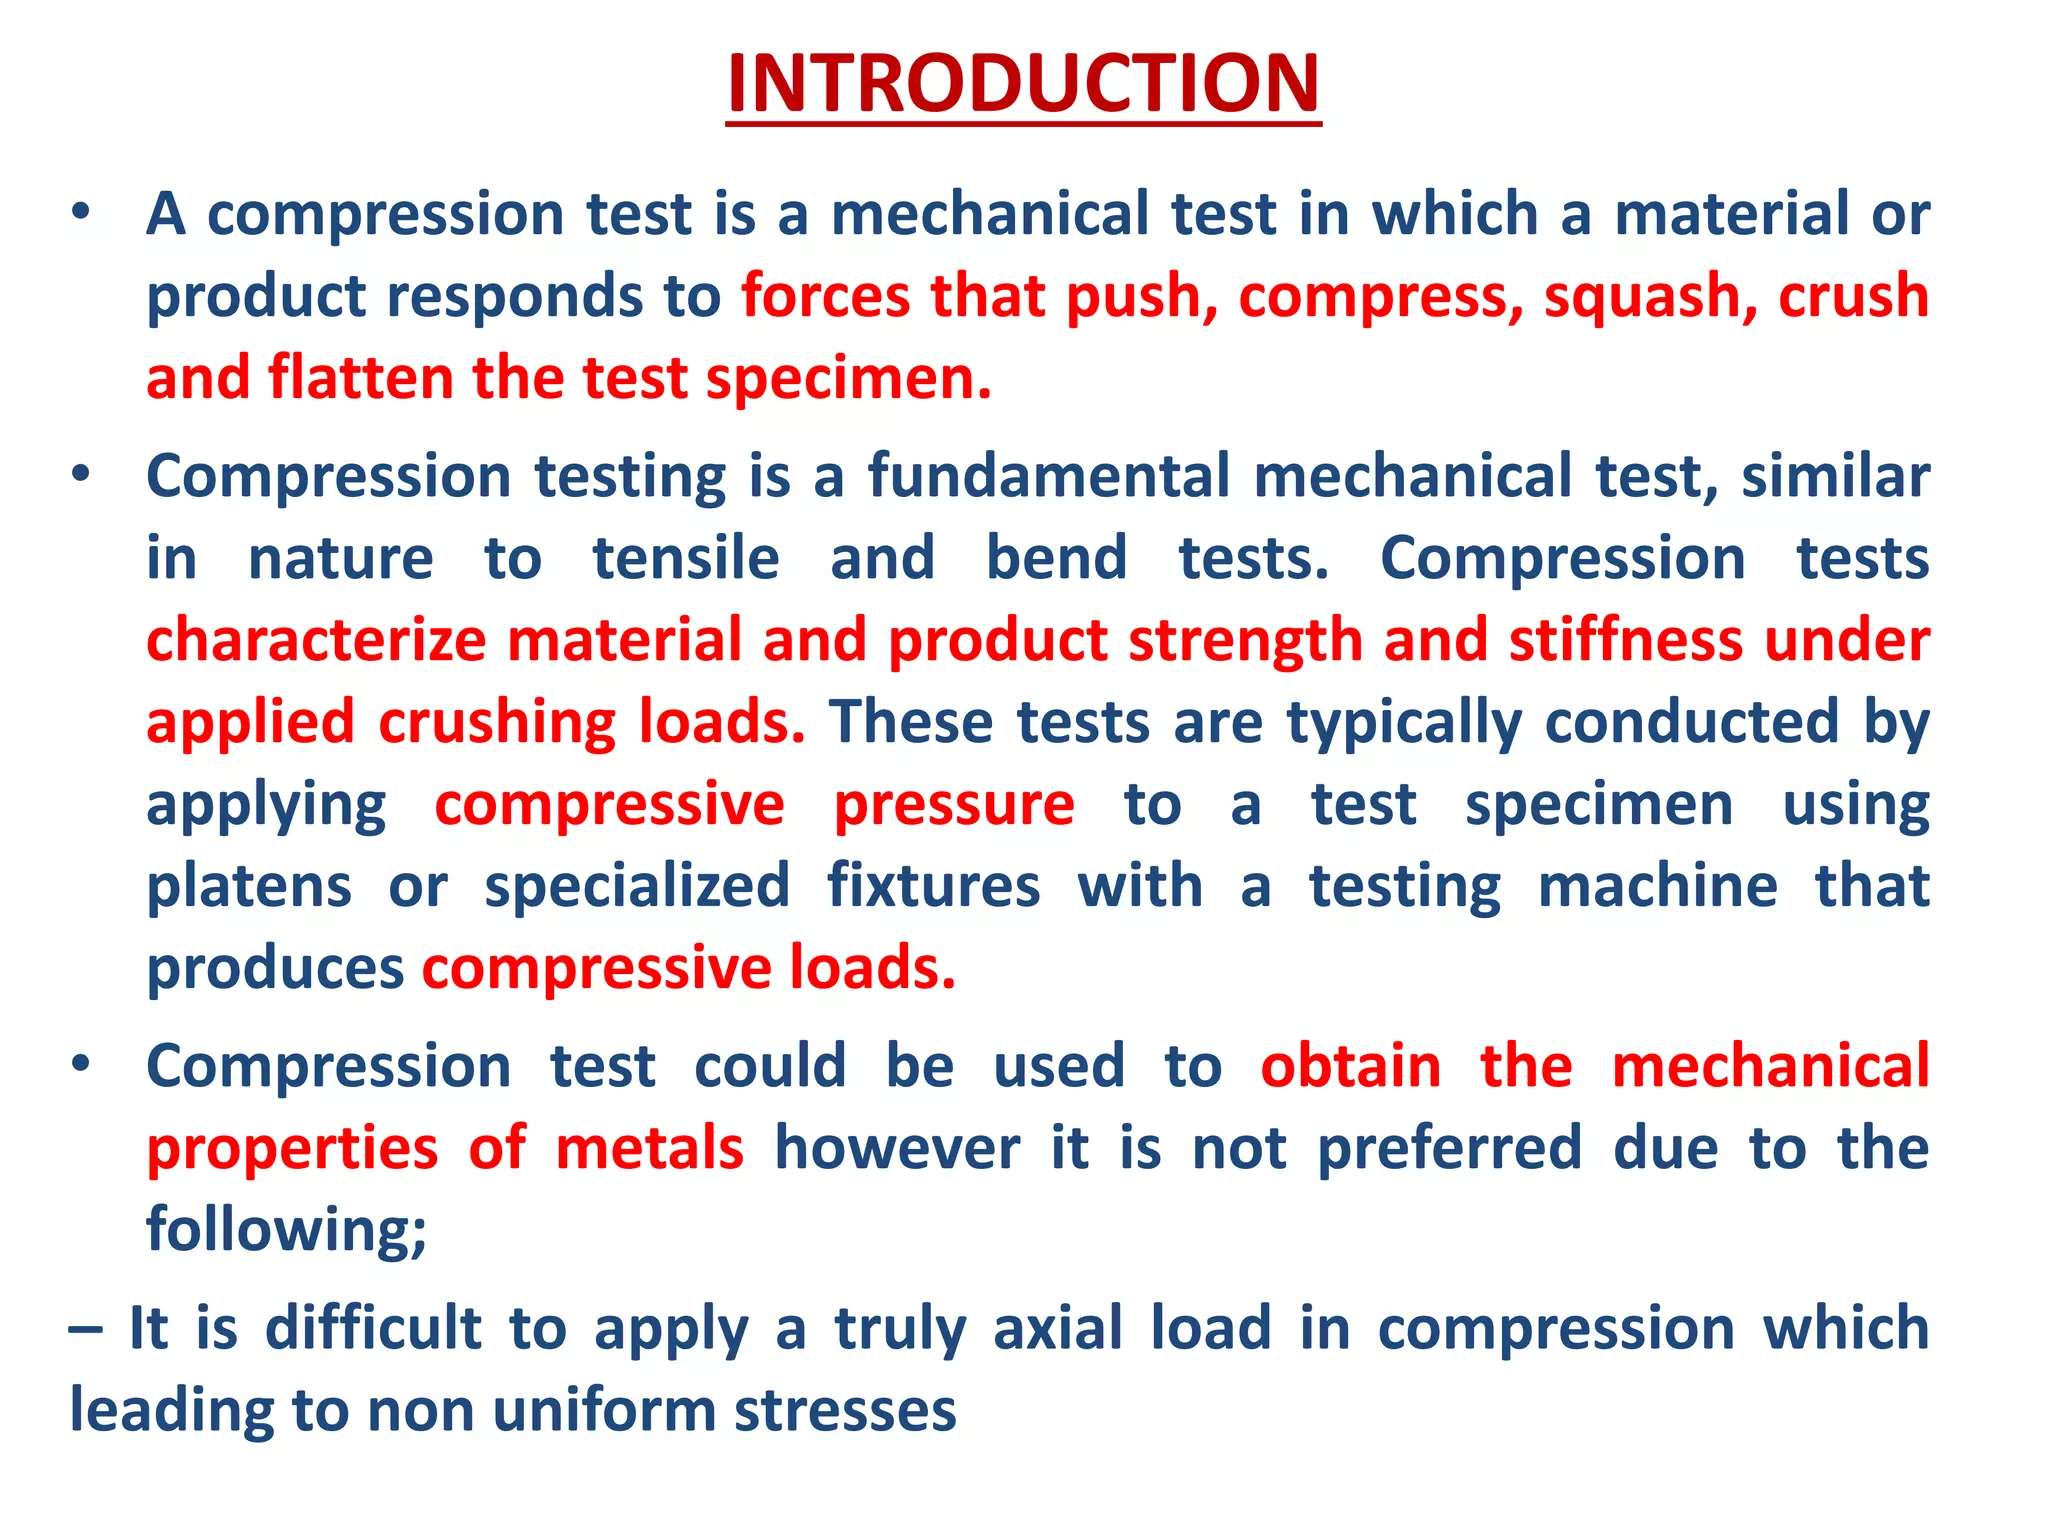 INTRODUCTION
• A compression test is a mechanical test in which a material or
product responds to forces that push, compress, squash, crush
and flatten the test specimen.
• Compression testing is a fundamental mechanical test, similar
in nature to tensile and bend tests. Compression tests
characterize material and product strength and stiffness under
applied crushing loads. These tests are typically conducted by
applying compressive pressure to a test specimen using
platens or specialized fixtures with a testing machine that
produces compressive loads.
• Compression test could be used to obtain the mechanical
properties of metals however it is not preferred due to the
following;
– It is difficult to apply a truly axial load in compression which
leading to non uniform stresses